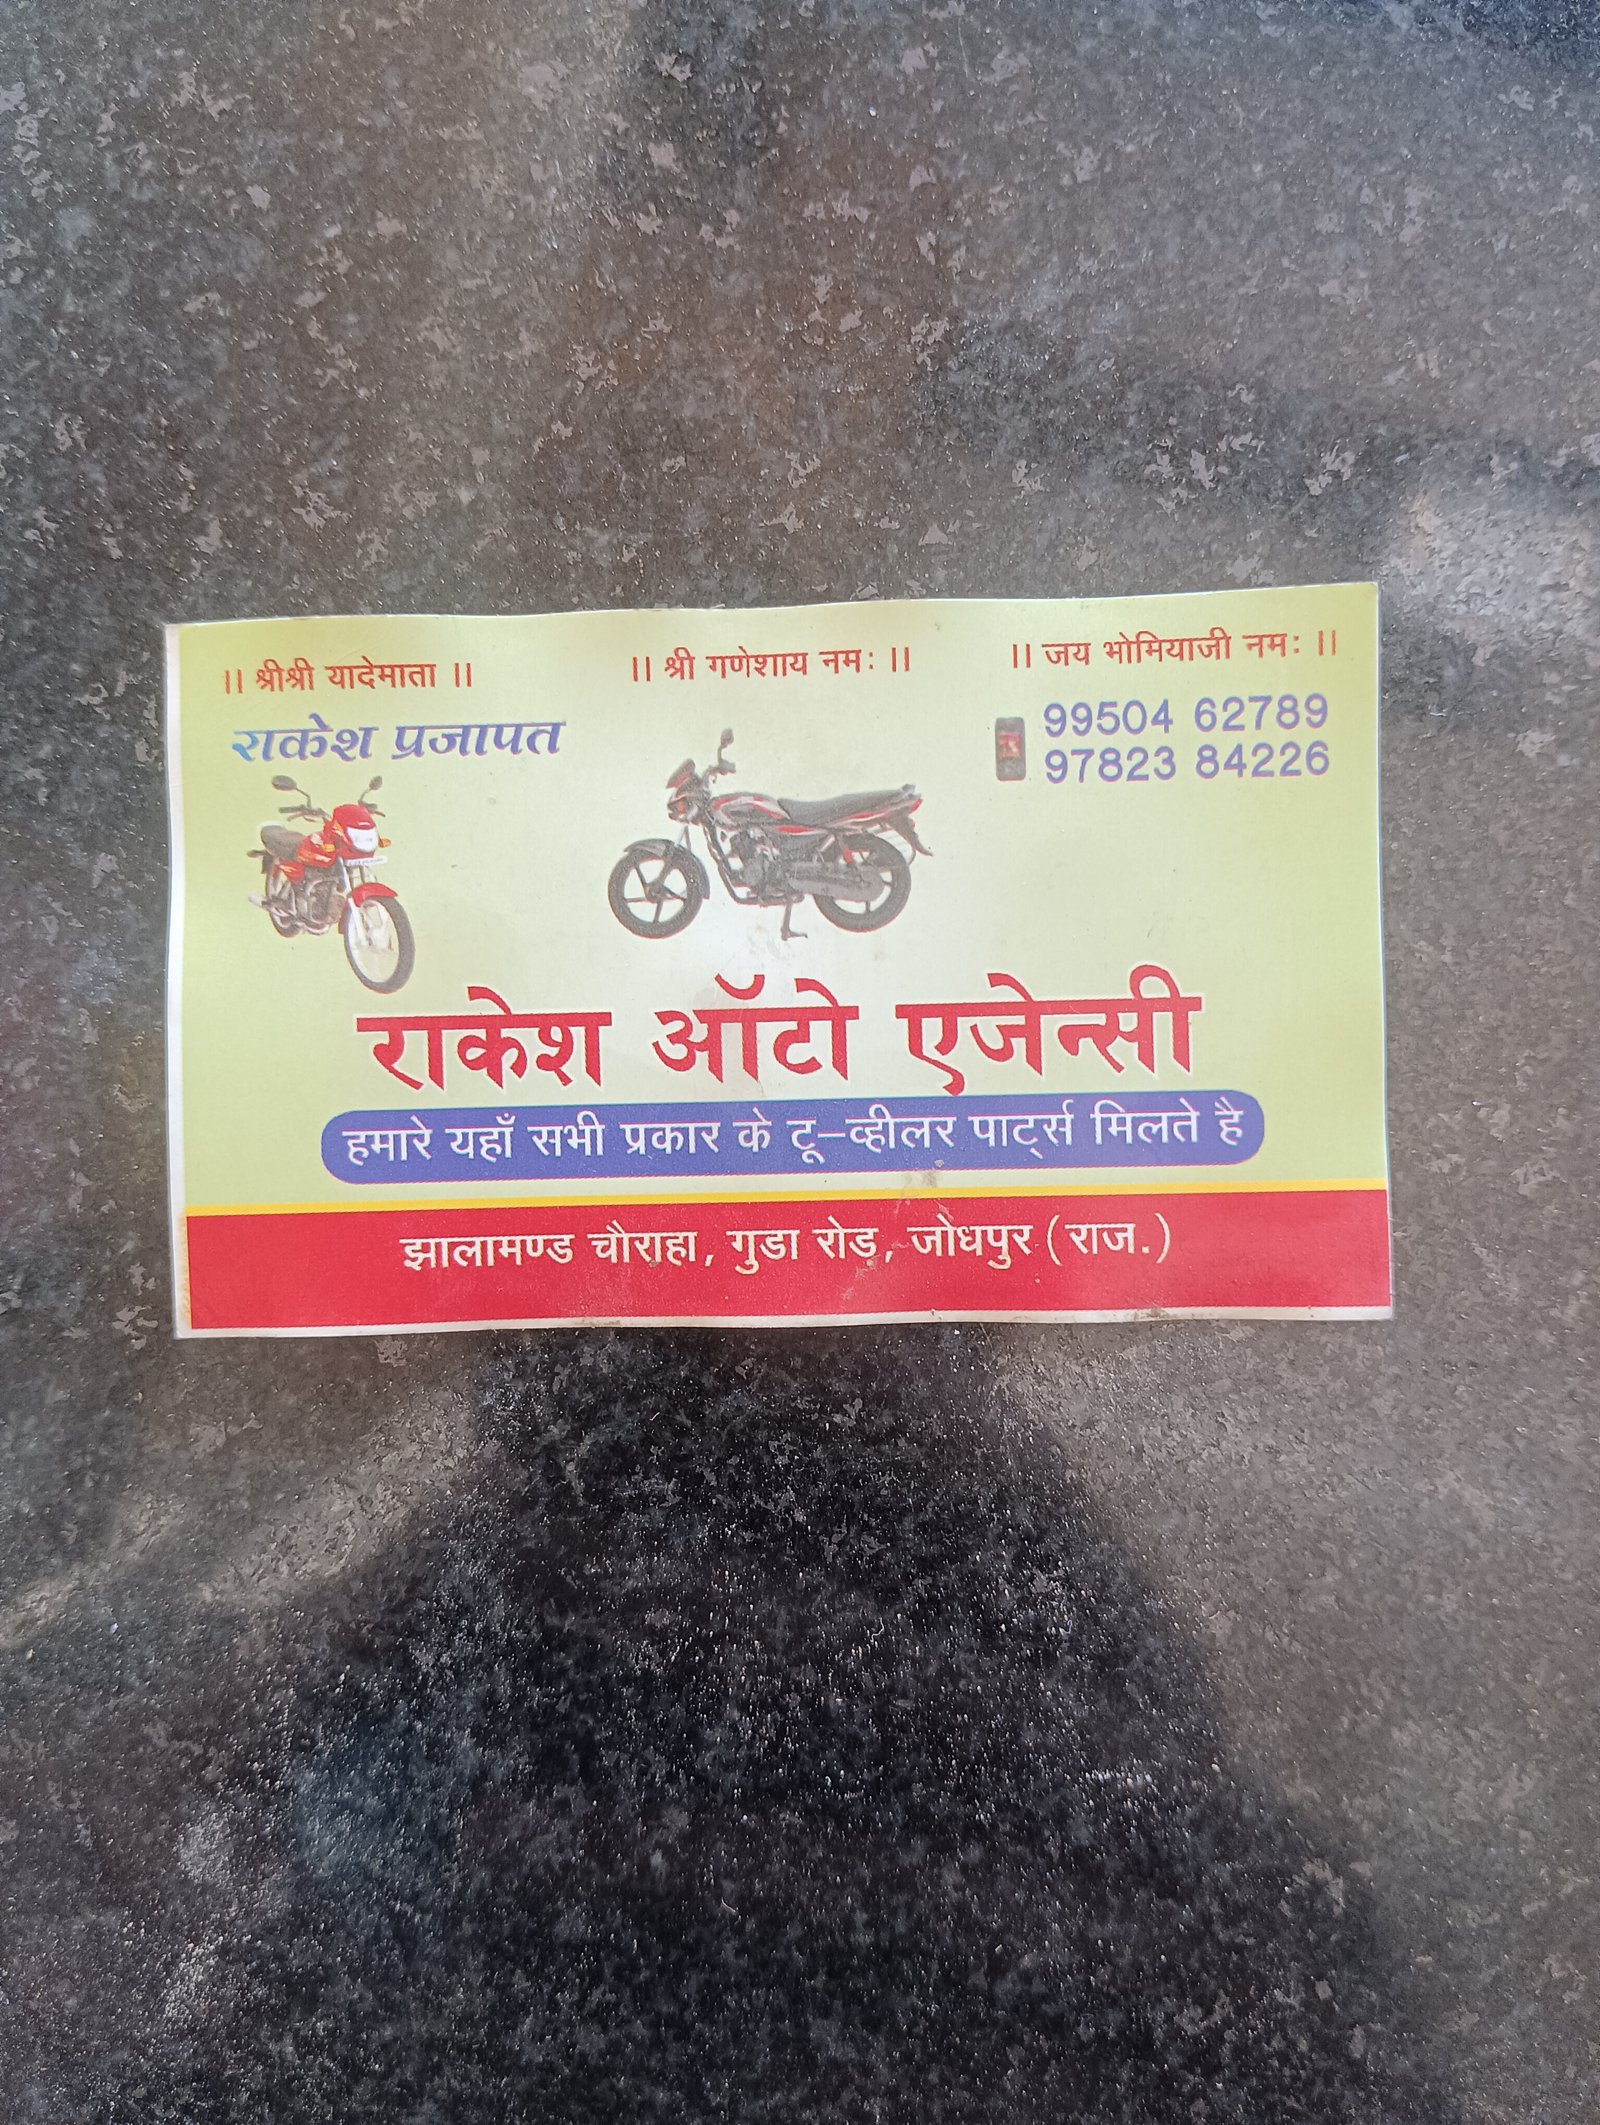 ।। श्रीश्री यादेमाता ।।
।। श्री गणेशाय नमः ।।
।। जय भोमियाजी नमः ।।
राकेश प्रजापत
99504 62789
97823 84226
राकेश ऑटो एजेन्सी
हमारे यहाँ सभी प्रकार के टू-व्हीलर पार्ट्स मिलते है
झालामण्ड चौराहा, गुडा रोड, जोधपुर (राज.)